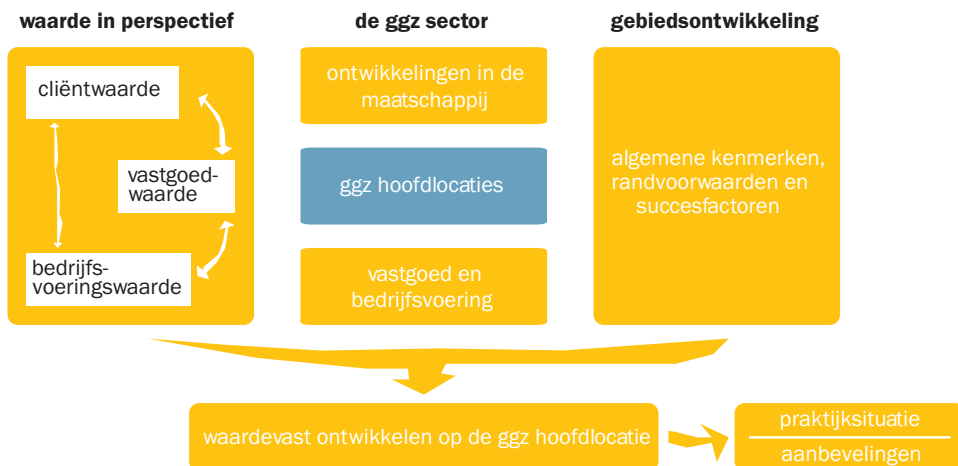 waarde in perspectief
cliëntwaarde
vastgoed-
waarde
bedrijfs-
voeringswaarde
de ggz sector
ontwikkelingen in de
maatschappij
ggz hoofdlocaties
vastgoed en
bedrijfsvoering
gebiedsontwikkeling
algemene kenmerken,
randvoorwaarden en
succesfactoren
waardevast ontwikkelen op de ggz hoofdlocatie
praktijksituatie
aanbevelingen